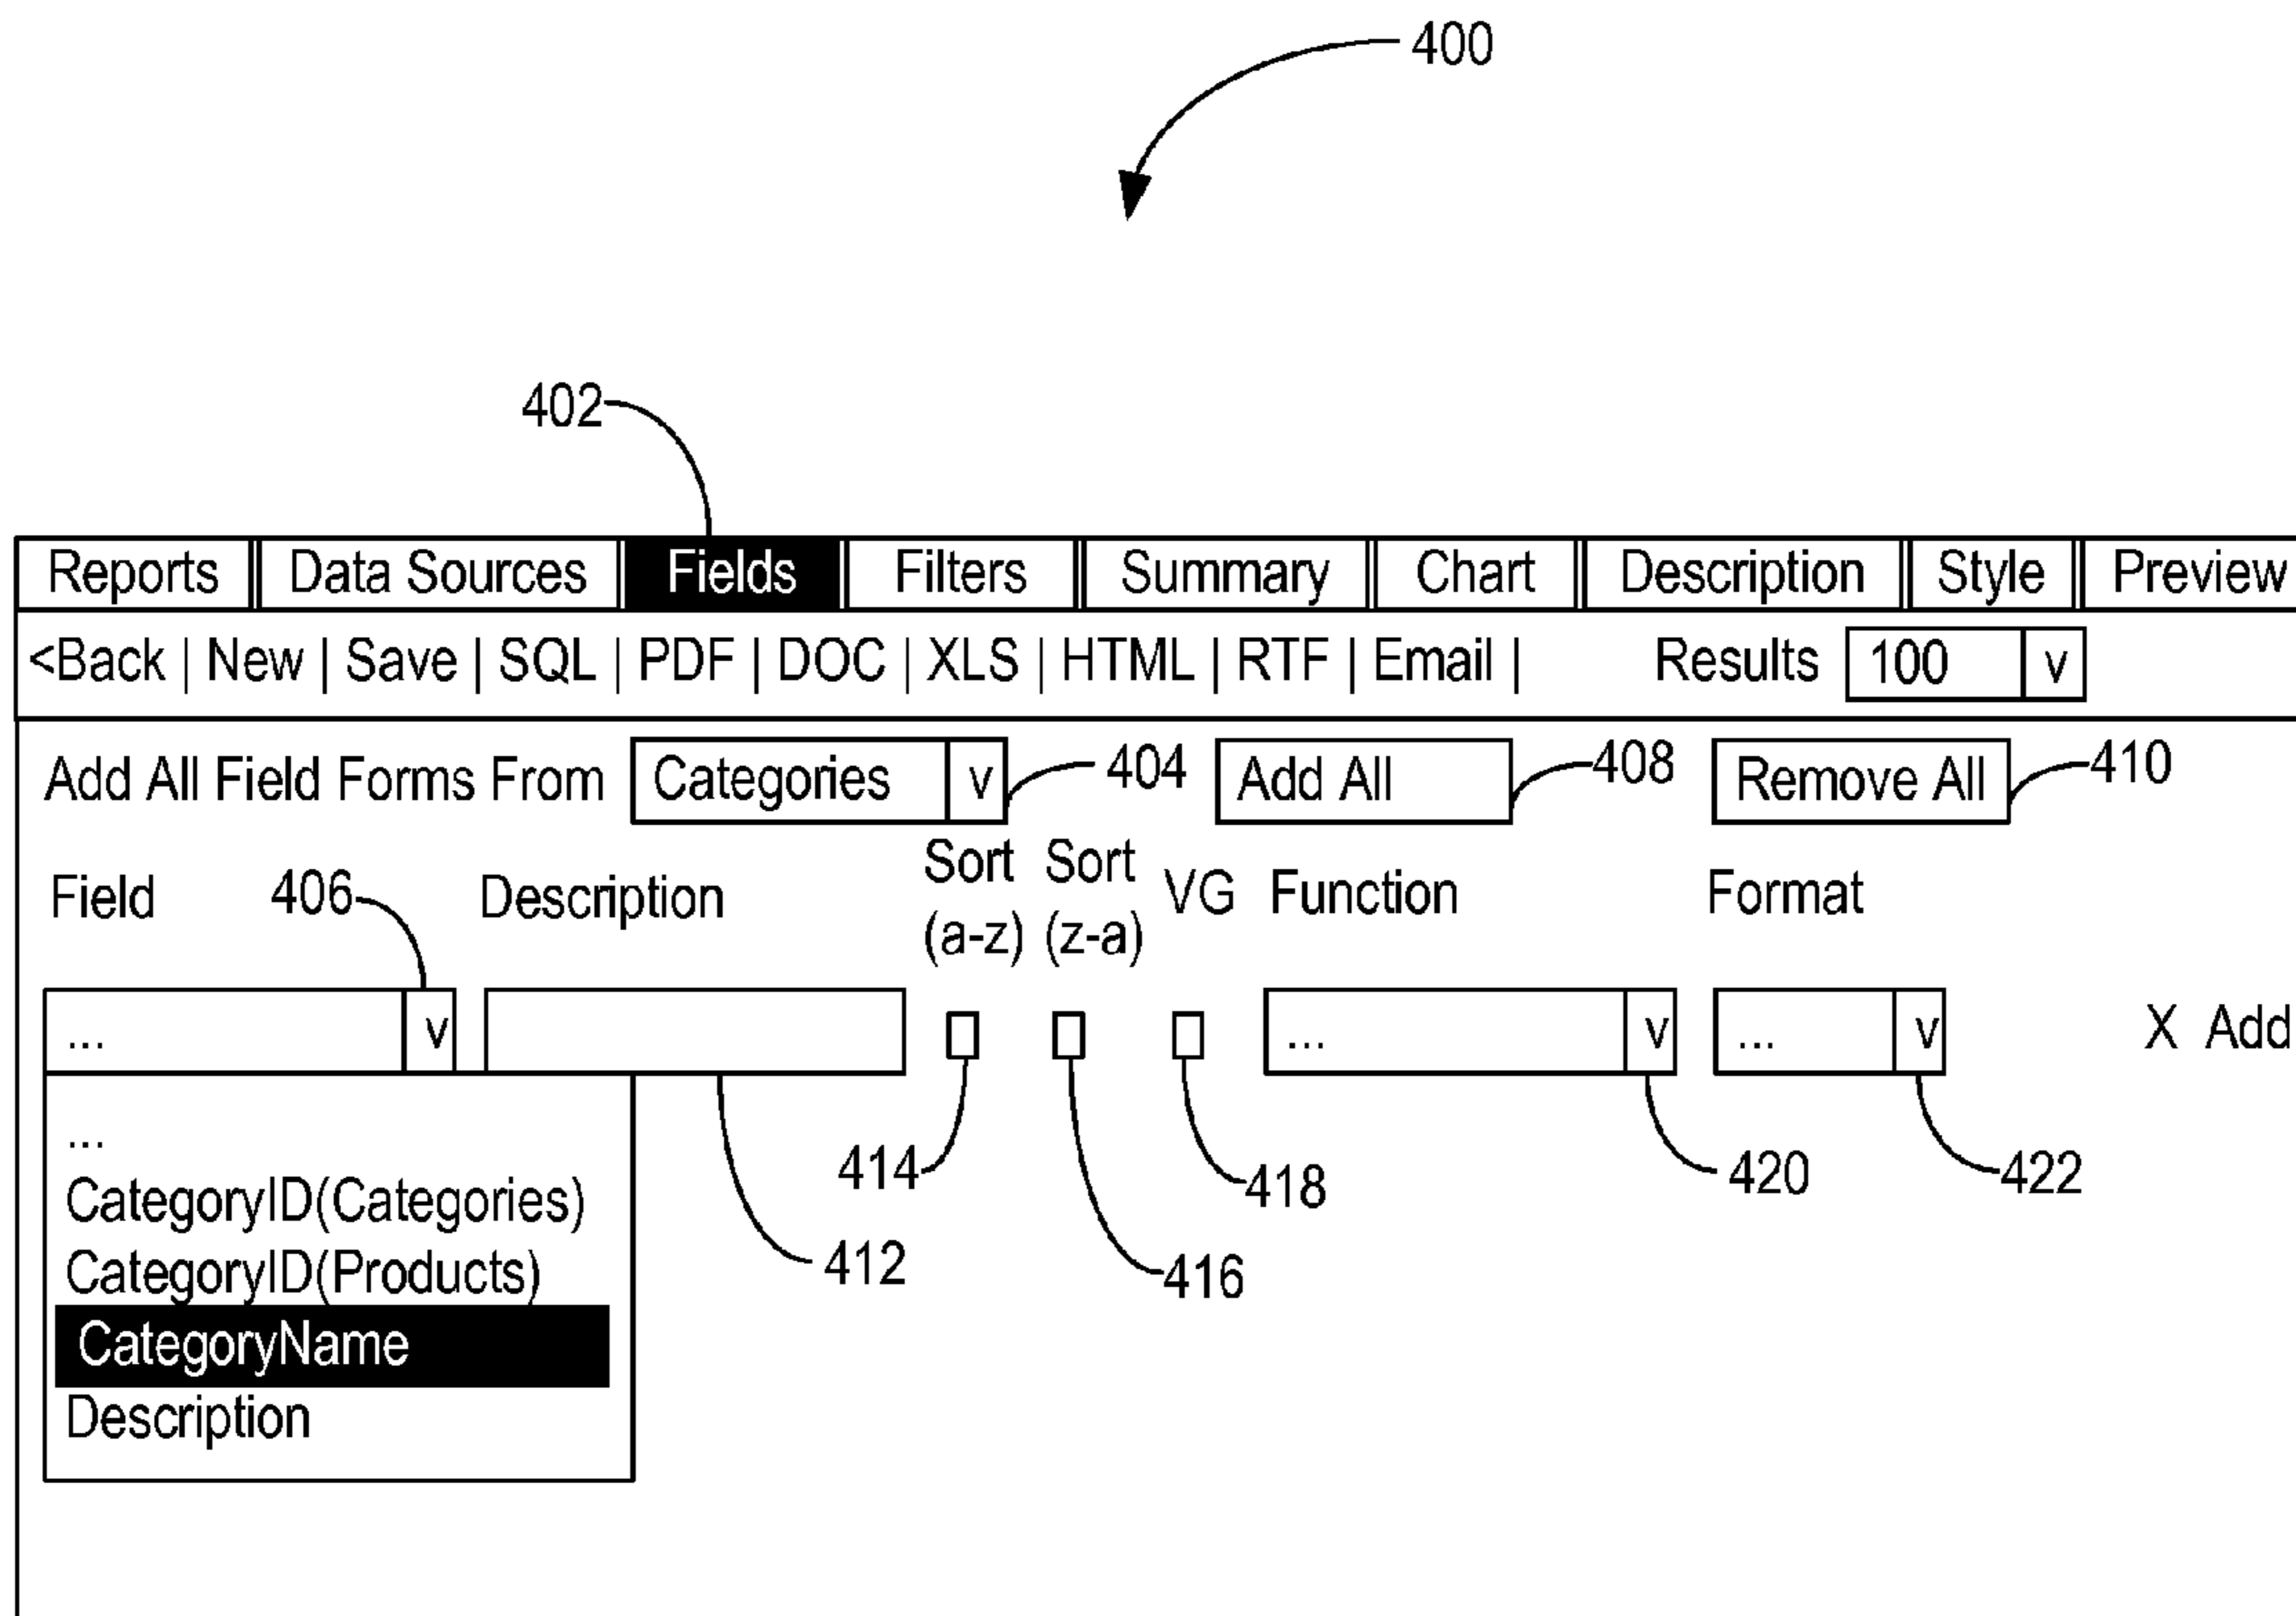 400
402
Reports Data Sources Fields Filters Summary Chart Description Style Preview
<Back | New | Save | SQL | PDF | DOC | XLS | HTML | RTF | Email | Results 100 v
Add All Field Forms From Categories v 404 Add All 408 Remove All 410
Field 406 Description Sort (a-z) Sort (z-a) VG Function Format
... v ... v ... v X Add
...
CategoryID(Categories)
CategoryID(Products)
CategoryName
Description
414 418 420 422
412 416